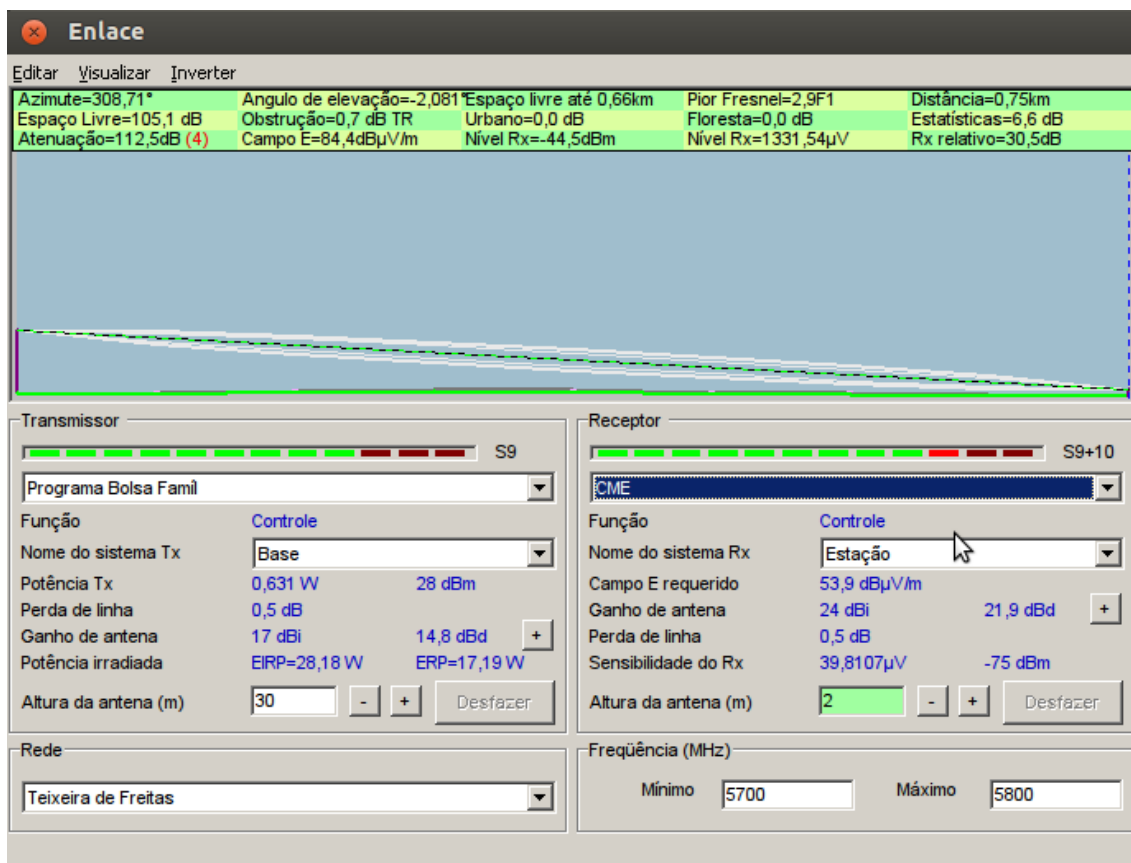 Enlace
Editar Visualizar Inverter
Azimute=308,71° Angulo de elevação=-2,081° Espaço livre até 0,66km Pior Fresnel=2,9F1 Distância=0,75km
Espaço Livre=105,1 dB Obstrução=0,7 dB TR Urbano=0,0 dB Floresta=0,0 dB Estatísticas=6,6 dB
Atenuação=112,5dB (4) Campo E=84,4dBµV/m Nível Rx=-44,5dBm Nível Rx=1331,54µV Rx relativo=30,5dB
Transmissor
S9
Programa Bolsa Famíl
Função Controle
Nome do sistema Tx Base
Potência Tx 0,631 W 28 dBm
Perda de linha 0,5 dB
Ganho de antena 17 dBi 14,8 dBd +
Potência irradiada EIRP=28,18 W ERP=17,19 W
Altura da antena (m) 30 - + Desfazer
Rede
Teixeira de Freitas
Receptor
S9+10
CME
Função Controle
Nome do sistema Rx Estação
Campo E requerido 53,9 dBµV/m
Ganho de antena 24 dBi 21,9 dBd +
Perda de linha 0,5 dB
Sensibilidade do Rx 39,8107µV -75 dBm
Altura da antena (m) 2 - + Desfazer
Freqüência (MHz)
Mínimo 5700 Máximo 5800